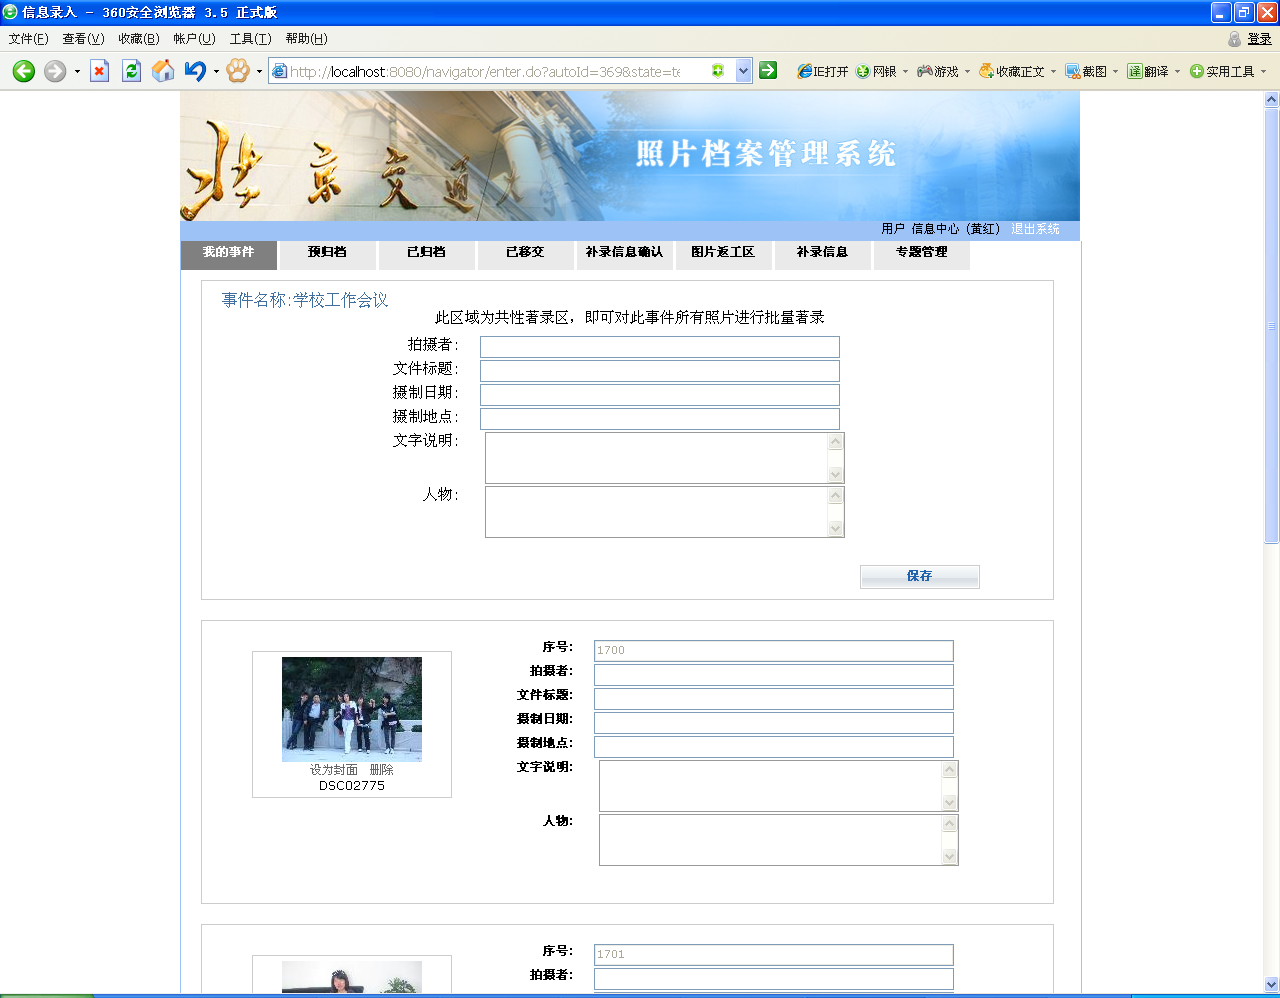 信息录入 - 360安全浏览器 3.5 正式版
文件(F) 查看(V) 收藏(B) 帐户(U) 工具(T) 帮助(H) 登录
http://localhost:8080/navigator/enter.do?autoId=369&state=te IE打开 网银 游戏 收藏正文 截图 翻译 实用工具
北京交通大
照片档案管理系统
用户 信息中心 (黄红) 退出系统
我的事件 预归档 已归档 已移交 补录信息确认 图片返工区 补录信息 专题管理
事件名称:学校工作会议
此区域为共性著录区，即可对此事件所有照片进行批量著录
拍摄者:
文件标题:
摄制日期:
摄制地点:
文字说明:
人物:
保存
序号: 1700
拍摄者:
文件标题:
摄制日期:
摄制地点:
文字说明:
人物:
设为封面 删除
DSC02775
序号: 1701
拍摄者: